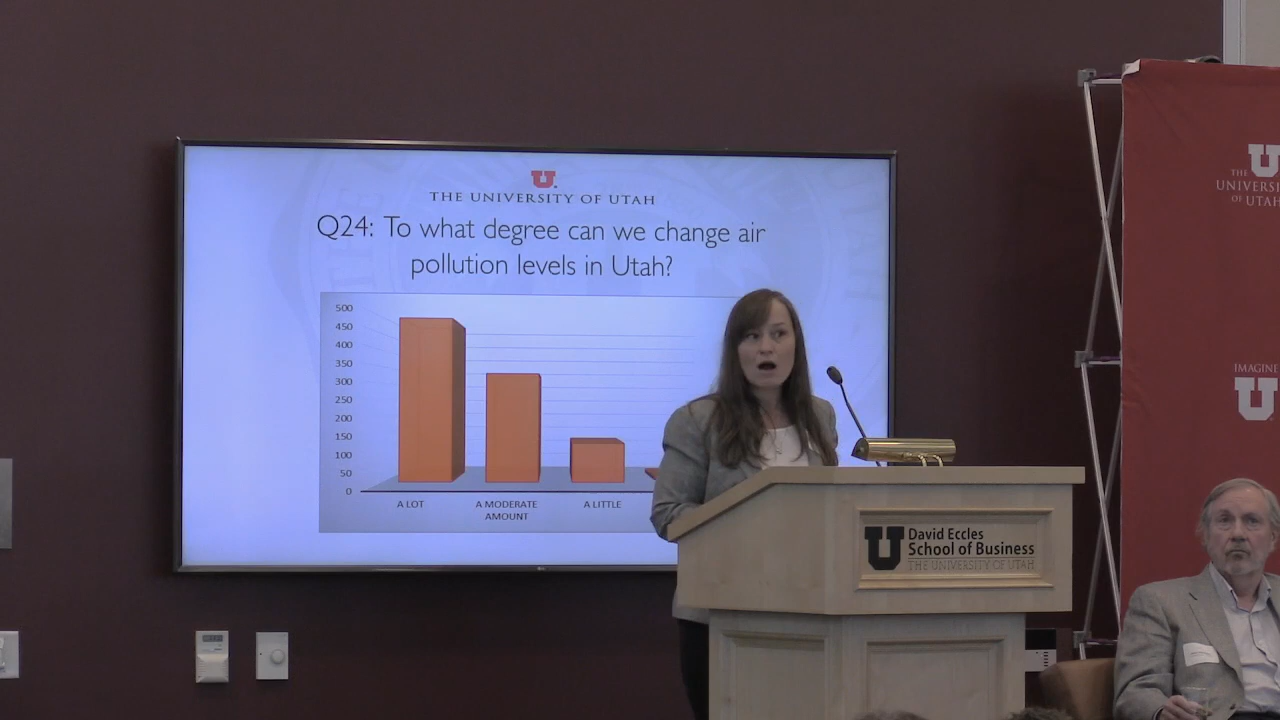 U
THE UNIVERSITY OF UTAH
Q24: To what degree can we change air
pollution levels in Utah?
500
450
400
350
300
250
200
150
100
50
0
A LOT
A MODERATE
AMOUNT
A LITTLE
U
David Eccles
School of Business
THE UNIVERSITY OF UTAH
U
THE
UNIVERSI
OF UTAH
IMAGINE
U